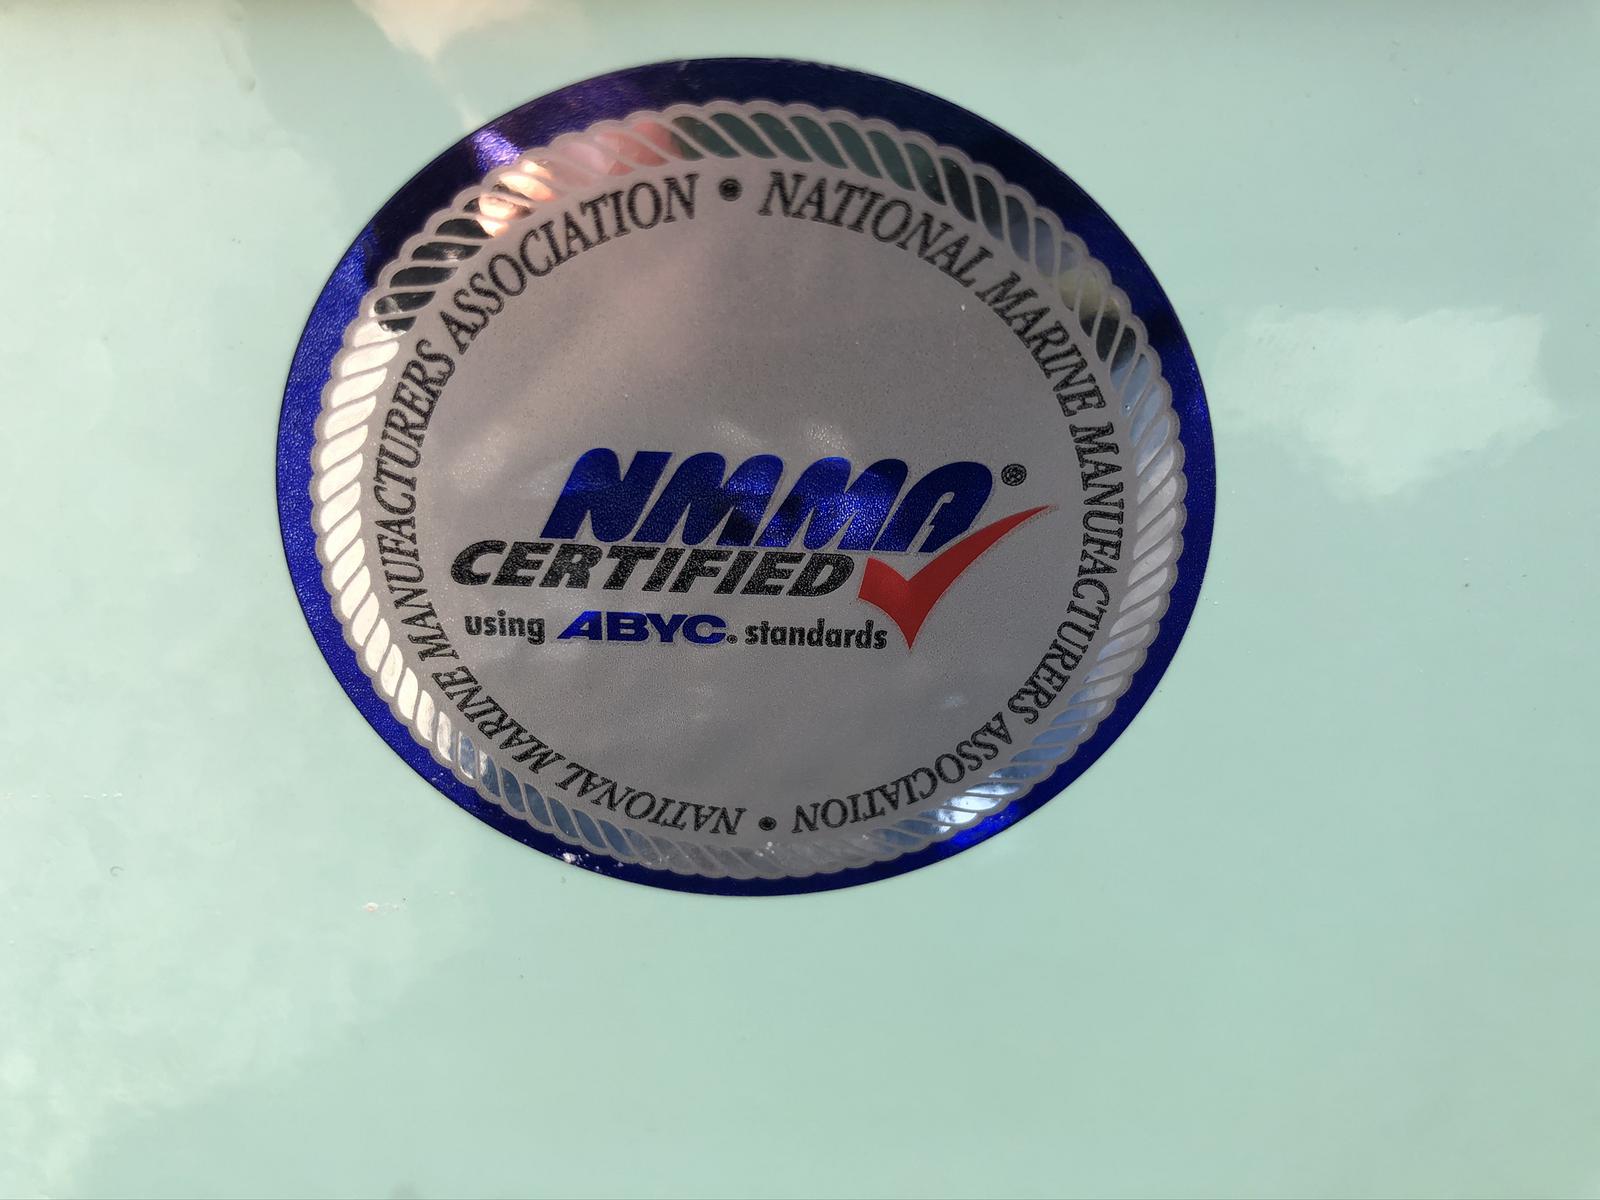 NATIONAL MARINE MANUFACTURERS ASSOCIATION • NATIONAL MARINE MANUFACTURERS ASSOCIATION •
NMMA®
CERTIFIED
using ABYC® standards